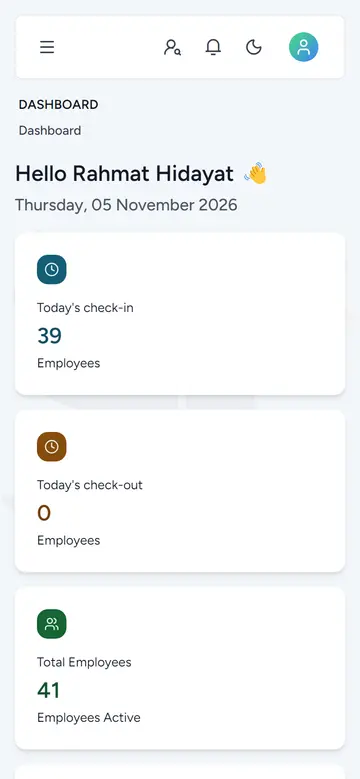 DASHBOARD
Dashboard
Hello Rahmat Hidayat 👋
Thursday, 05 November 2026
Today's check-in
39
Employees
Today's check-out
0
Employees
Total Employees
41
Employees Active